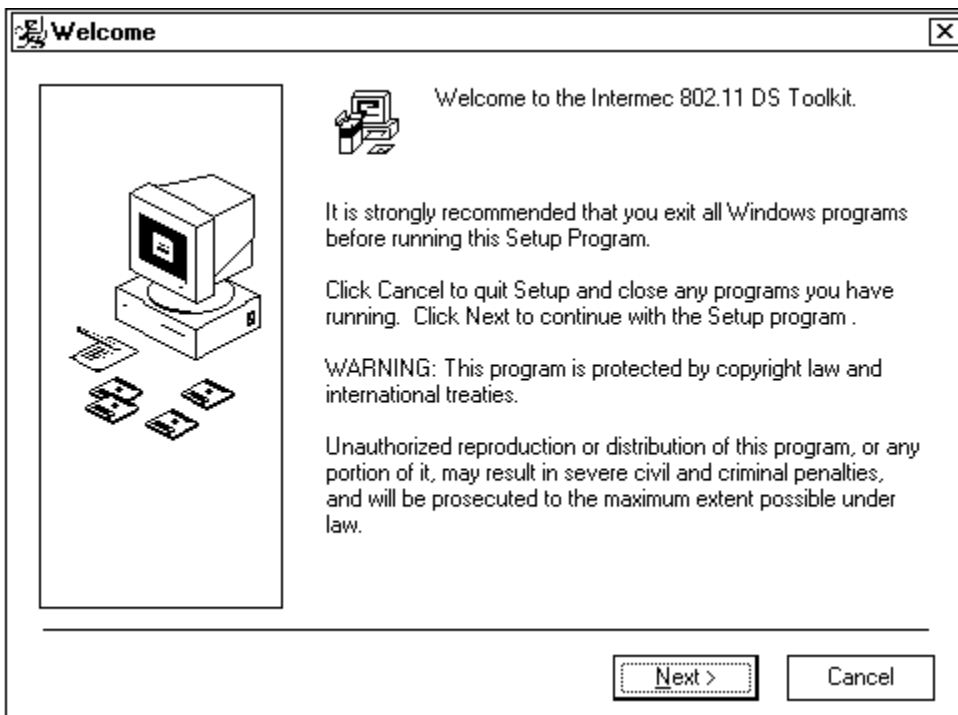 Welcome
Welcome to the Intermec 802.11 DS Toolkit.
It is strongly recommended that you exit all Windows programs
before running this Setup Program.
Click Cancel to quit Setup and close any programs you have
running.  Click Next to continue with the Setup program .
WARNING: This program is protected by copyright law and
international treaties.
Unauthorized reproduction or distribution of this program, or any
portion of it, may result in severe civil and criminal penalties,
and will be prosecuted to the maximum extent possible under
law.
Next >
Cancel